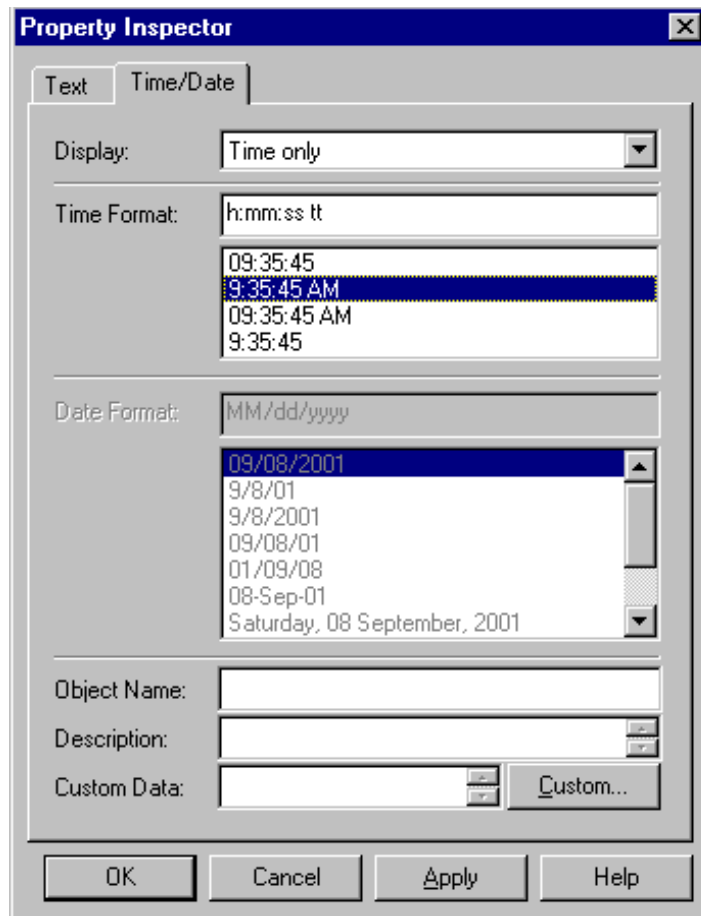 Property Inspector
Text Time/Date
Display: Time only
Time Format: h:mm:ss tt
09:35:45
9:35:45 AM
09:35:45 AM
9:35:45
Date Format: MM/dd/yyyy
09/08/2001
9/8/01
9/8/2001
09/08/01
01/09/08
08-Sep-01
Saturday, 08 September, 2001
Object Name:
Description:
Custom Data: Custom...
OK Cancel Apply Help